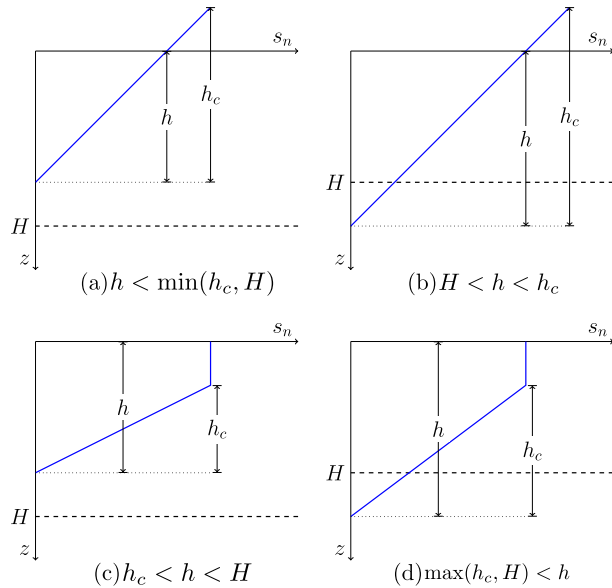 s_n
h_c
h
H
z
(a)h < min(h_c, H)
s_n
h_c
h
H
z
(b)H < h < h_c
s_n
h
h_c
H
z
(c)h_c < h < H
s_n
h
h_c
H
z
(d)max(h_c, H) < h